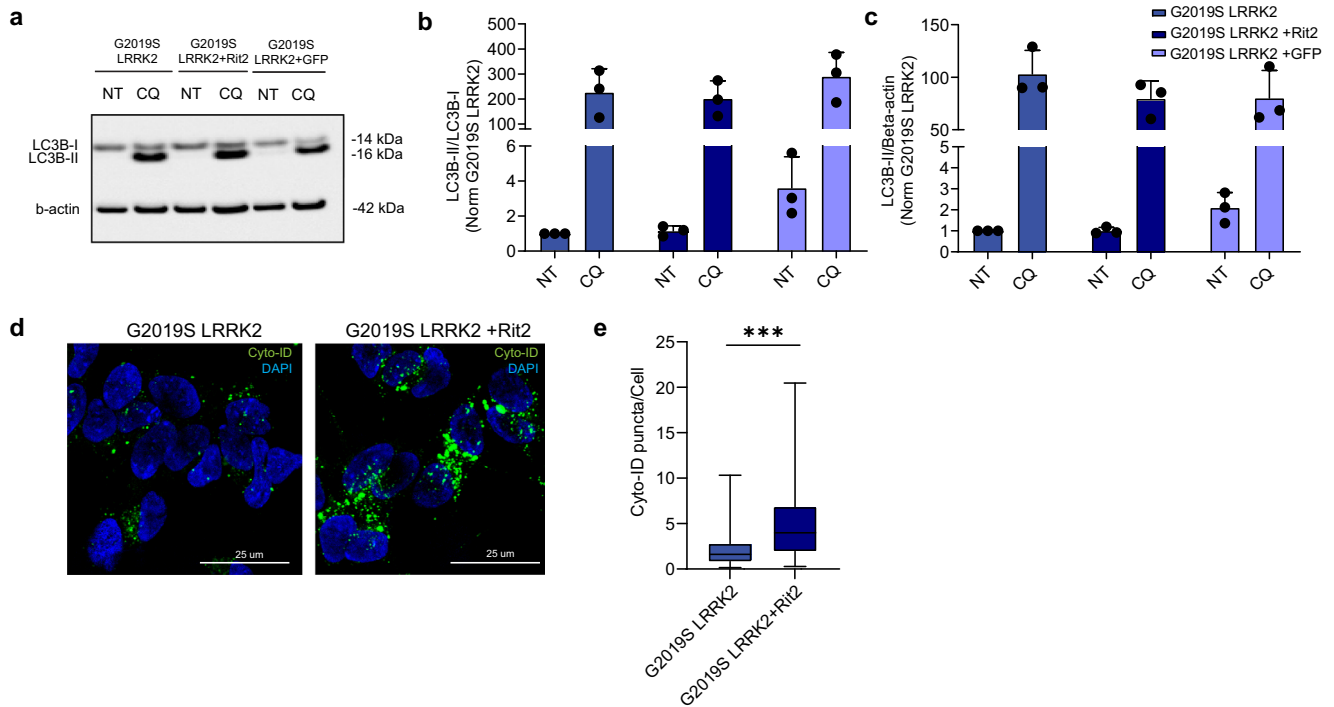 a
G2019S LRRK2
G2019S LRRK2+Rit2
G2019S LRRK2+GFP
NT CQ NT CQ NT CQ
LC3B-I
LC3B-II
b-actin
-14 kDa
-16 kDa
-42 kDa
b
LC3B-II/LC3B-I
(Norm G2019S LRRK2)
500
400
300
200
100
6
4
2
0
NT CQ NT CQ NT CQ
c
G2019S LRRK2
G2019S LRRK2 +Rit2
G2019S LRRK2 +GFP
LC3B-II/Beta-actin
(Norm G2019S LRRK2)
150
100
50
5
4
3
2
1
0
NT CQ NT CQ NT CQ
d
G2019S LRRK2
Cyto-ID
DAPI
25 um
G2019S LRRK2 +Rit2
Cyto-ID
DAPI
25 um
e
***
Cyto-ID puncta/Cell
25
20
15
10
5
0
G2019S LRRK2
G2019S LRRK2+Rit2